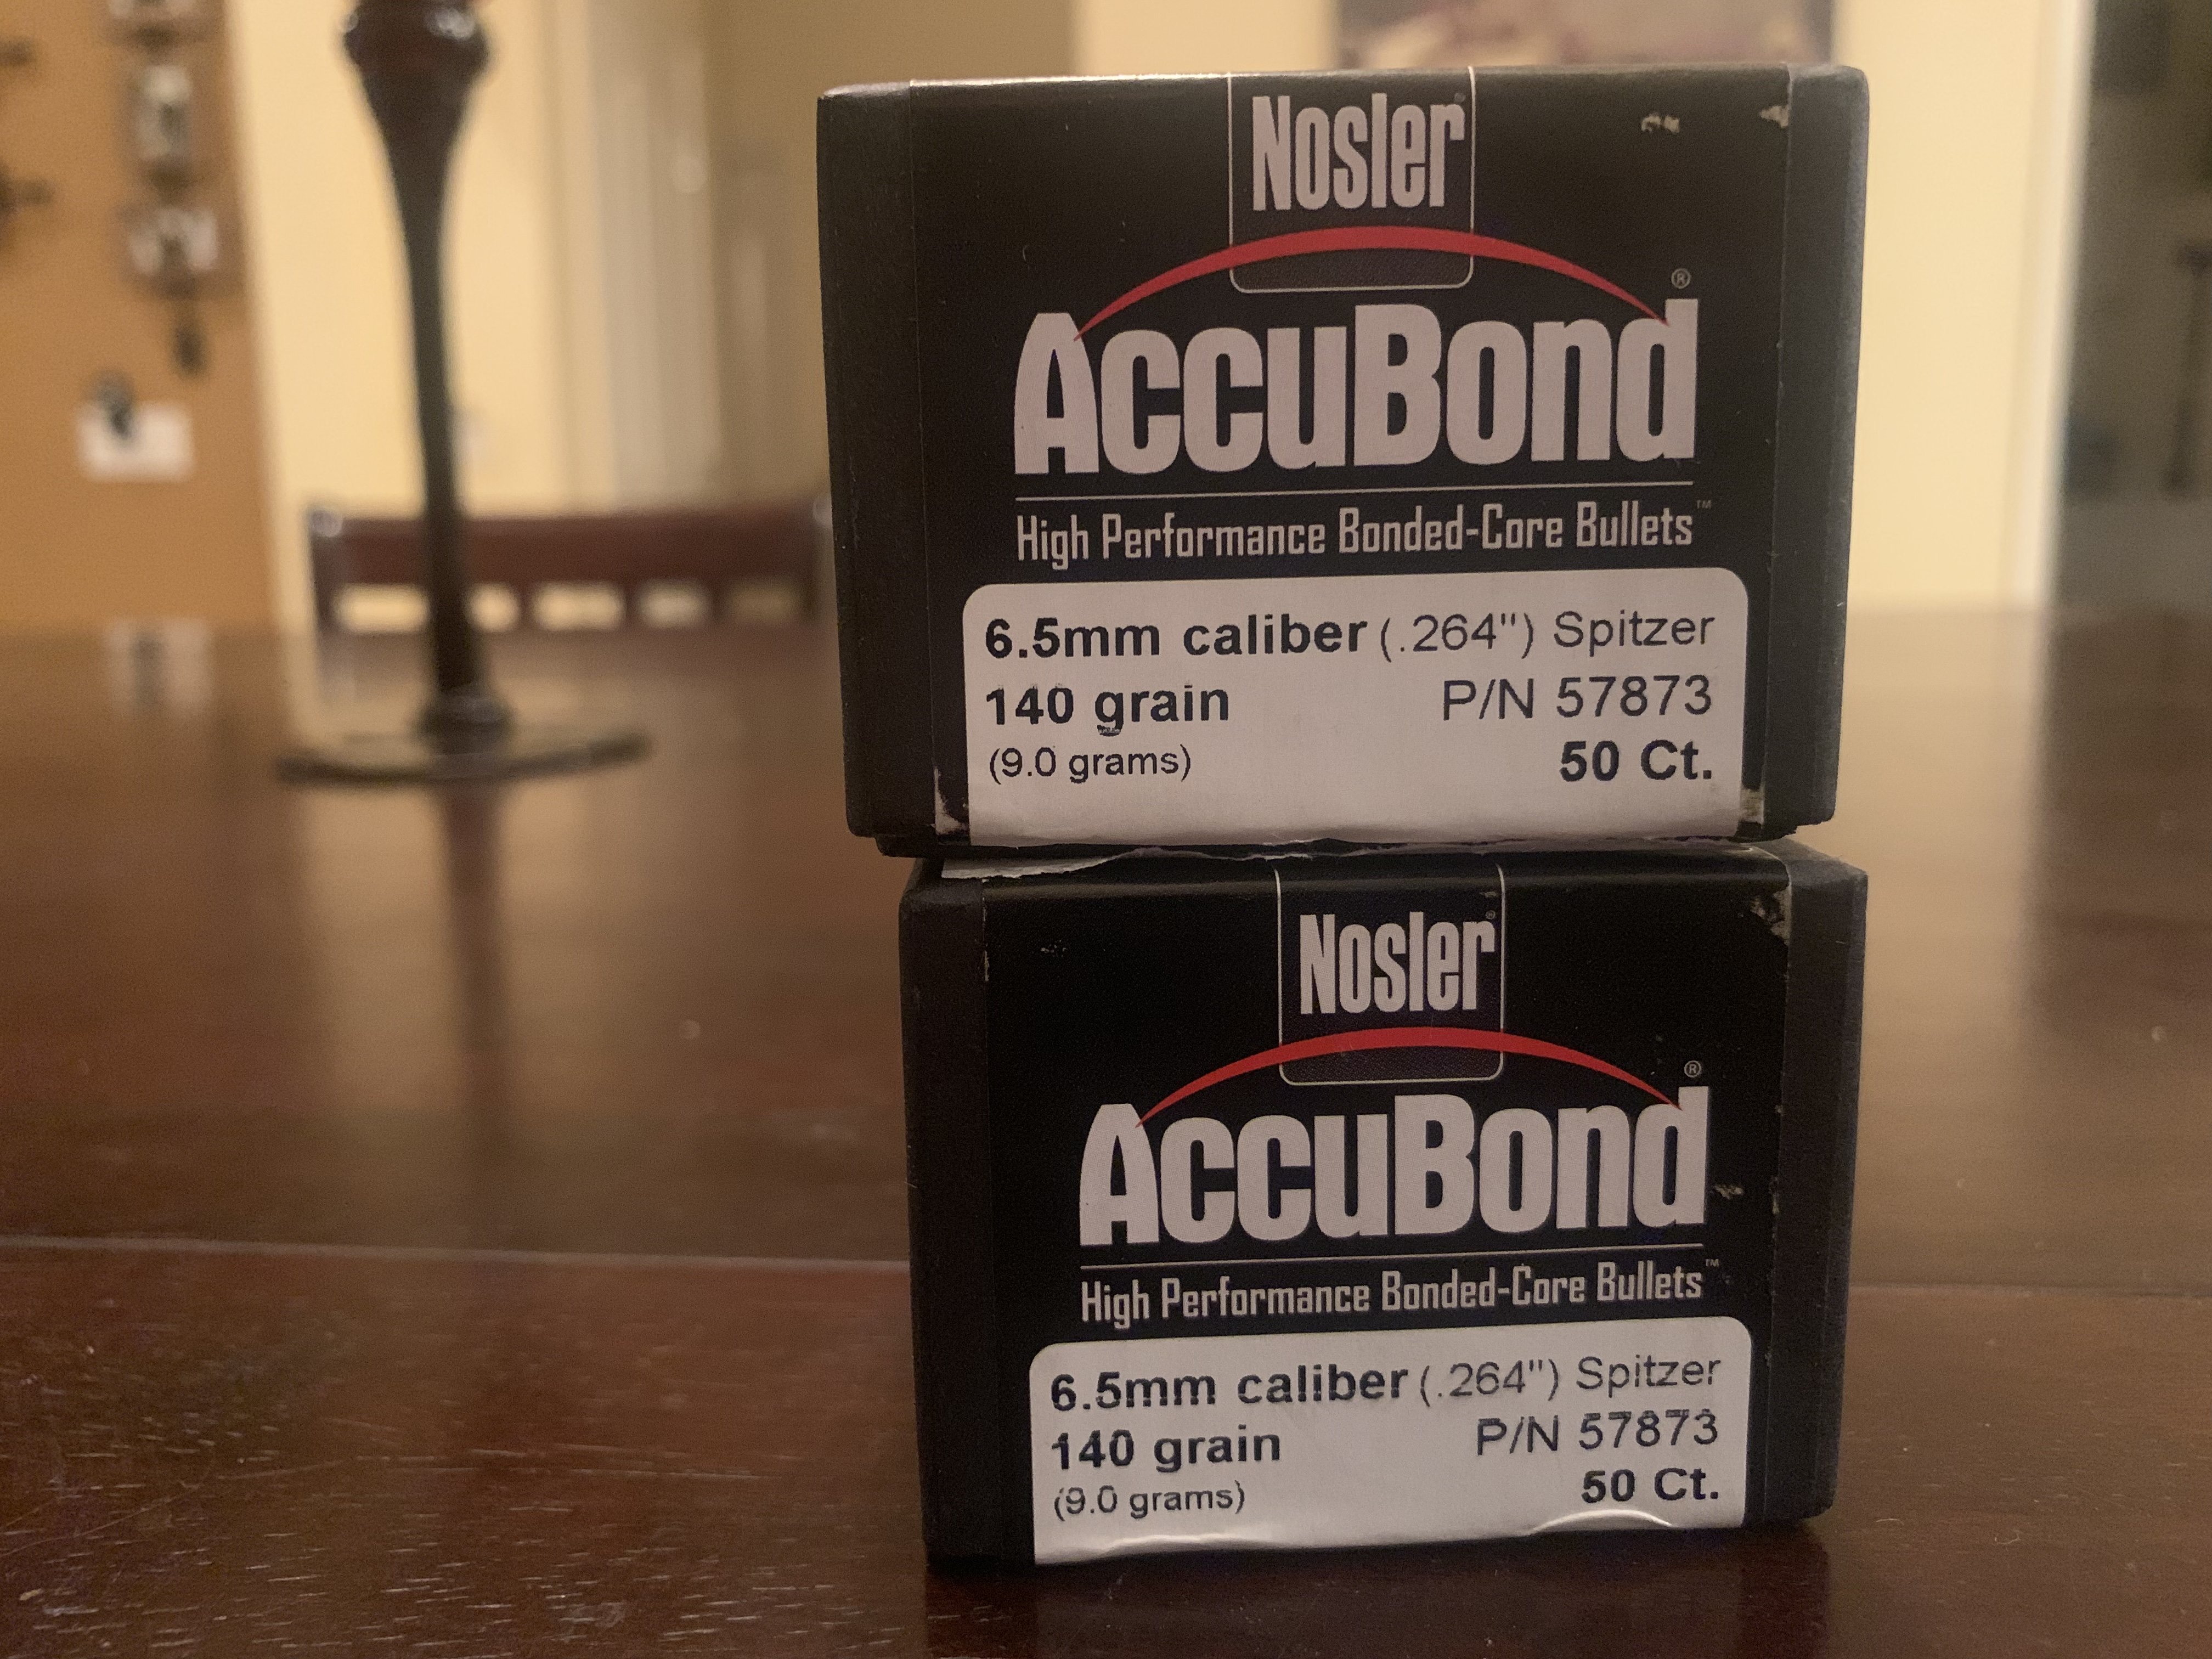 Nosler®
AccuBond®
High Performance Bonded-Core Bullets™
6.5mm caliber (.264") Spitzer
140 grain P/N 57873
(9.0 grams) 50 Ct.
Nosler®
AccuBond®
High Performance Bonded-Core Bullets™
6.5mm caliber (.264") Spitzer
140 grain P/N 57873
(9.0 grams) 50 Ct.